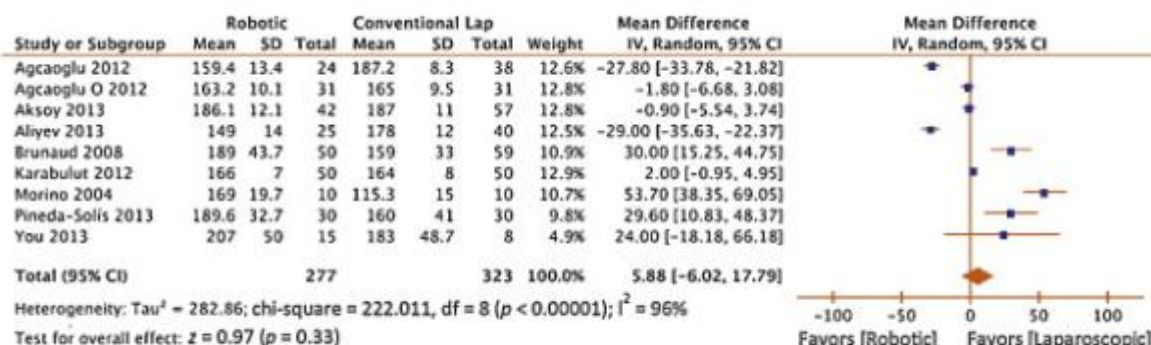 Robotic Conventional Lap Mean Difference Mean Difference
Study or Subgroup Mean SD Total Mean SD Total Weight IV, Random, 95% CI IV, Random, 95% CI
Agcaoglu 2012 159.4 13.4 24 187.2 8.3 38 12.6% -27.80 [-33.78, -21.82]
Agcaoglu O 2012 163.2 10.1 31 165 9.5 31 12.8% -1.80 [-6.68, 3.08]
Aksoy 2013 186.1 12.1 42 187 11 57 12.8% -0.90 [-5.54, 3.74]
Aliyev 2013 149 14 25 178 12 40 12.5% -29.00 [-35.63, -22.37]
Brunaud 2008 189 43.7 50 159 33 59 10.9% 30.00 [15.25, 44.75]
Karabulut 2012 166 7 50 164 8 50 12.9% 2.00 [-0.95, 4.95]
Morino 2004 169 19.7 10 115.3 15 10 10.7% 53.70 [38.35, 69.05]
Pineda-Solís 2013 189.6 32.7 30 160 41 30 9.8% 29.60 [10.83, 48.37]
You 2013 207 50 15 183 48.7 8 4.9% 24.00 [-18.18, 66.18]
Total (95% CI) 277 323 100.0% 5.88 [-6.02, 17.79]
Heterogeneity: Tau² = 282.86; chi-square = 222.011, df = 8 (p < 0.00001); I² = 96%
Test for overall effect: z = 0.97 (p = 0.33)
-100 -50 0 50 100
Favors [Robotic] Favors [Laparoscopic]